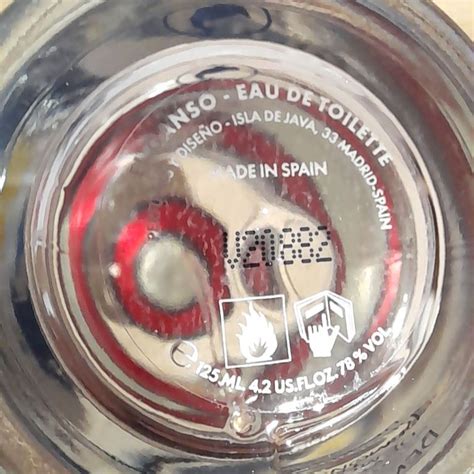 ANSO - EAU DE TOILETTE
Y DISEÑO - ISLA DE JAVA, 33 MADRID-SPAIN
MADE IN SPAIN
V20882
125 ML 4.2 US.FL.OZ. 78 % VOL.